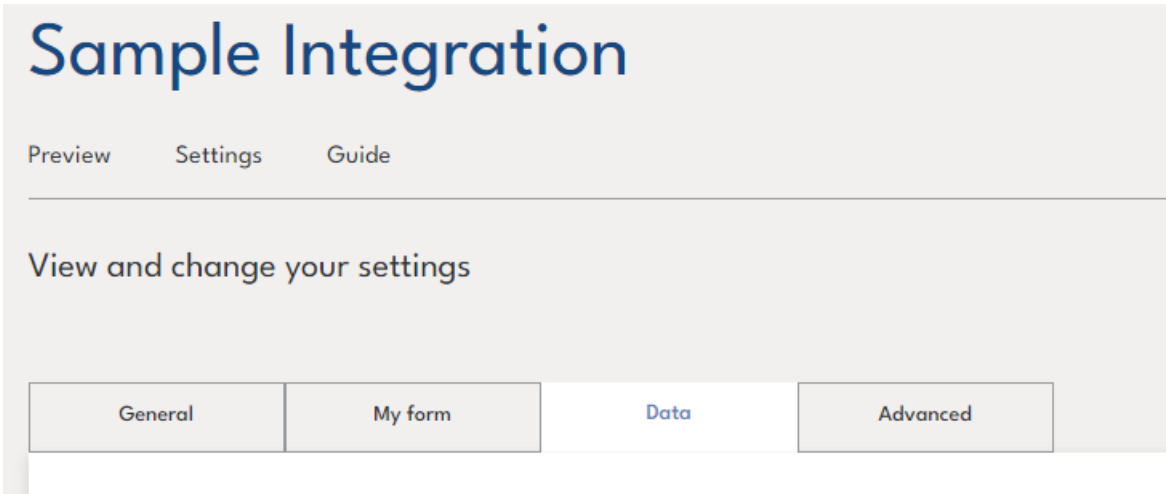 Sample Integration
Preview Settings Guide
View and change your settings
General My form Data Advanced